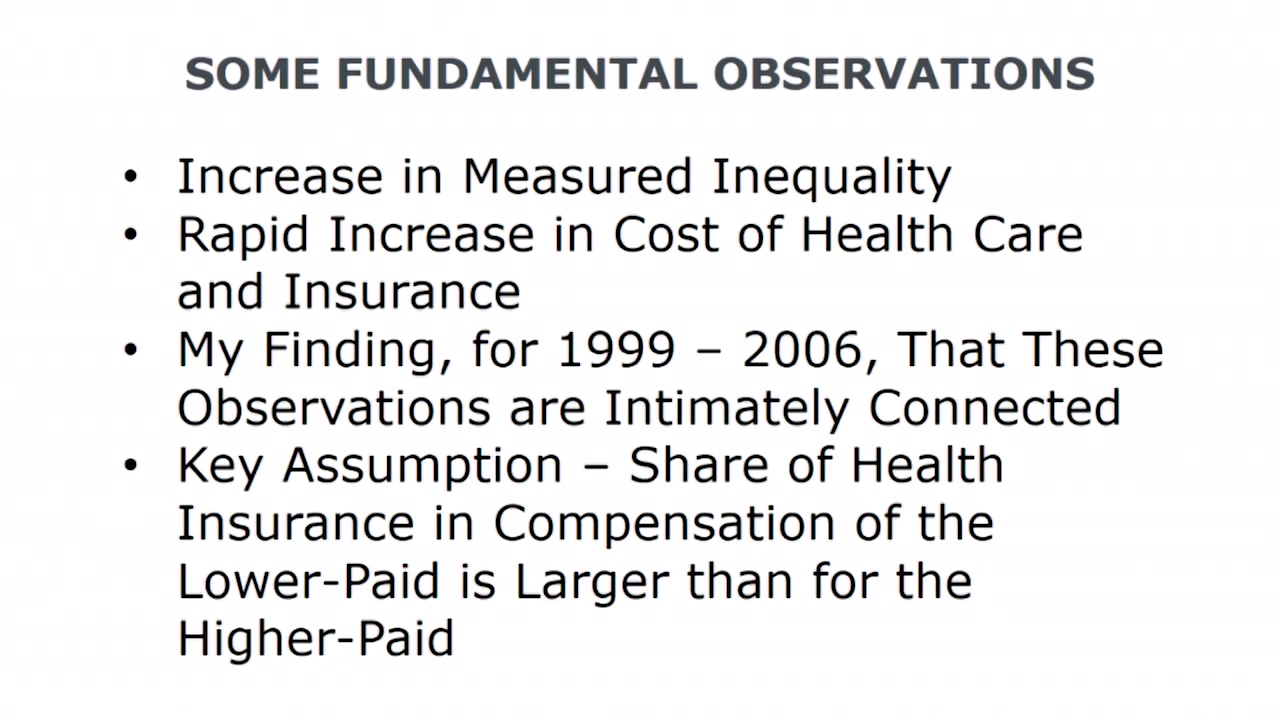 SOME FUNDAMENTAL OBSERVATIONS
• Increase in Measured Inequality
• Rapid Increase in Cost of Health Care
and Insurance
• My Finding, for 1999 – 2006, That These
Observations are Intimately Connected
• Key Assumption – Share of Health
Insurance in Compensation of the
Lower-Paid is Larger than for the
Higher-Paid